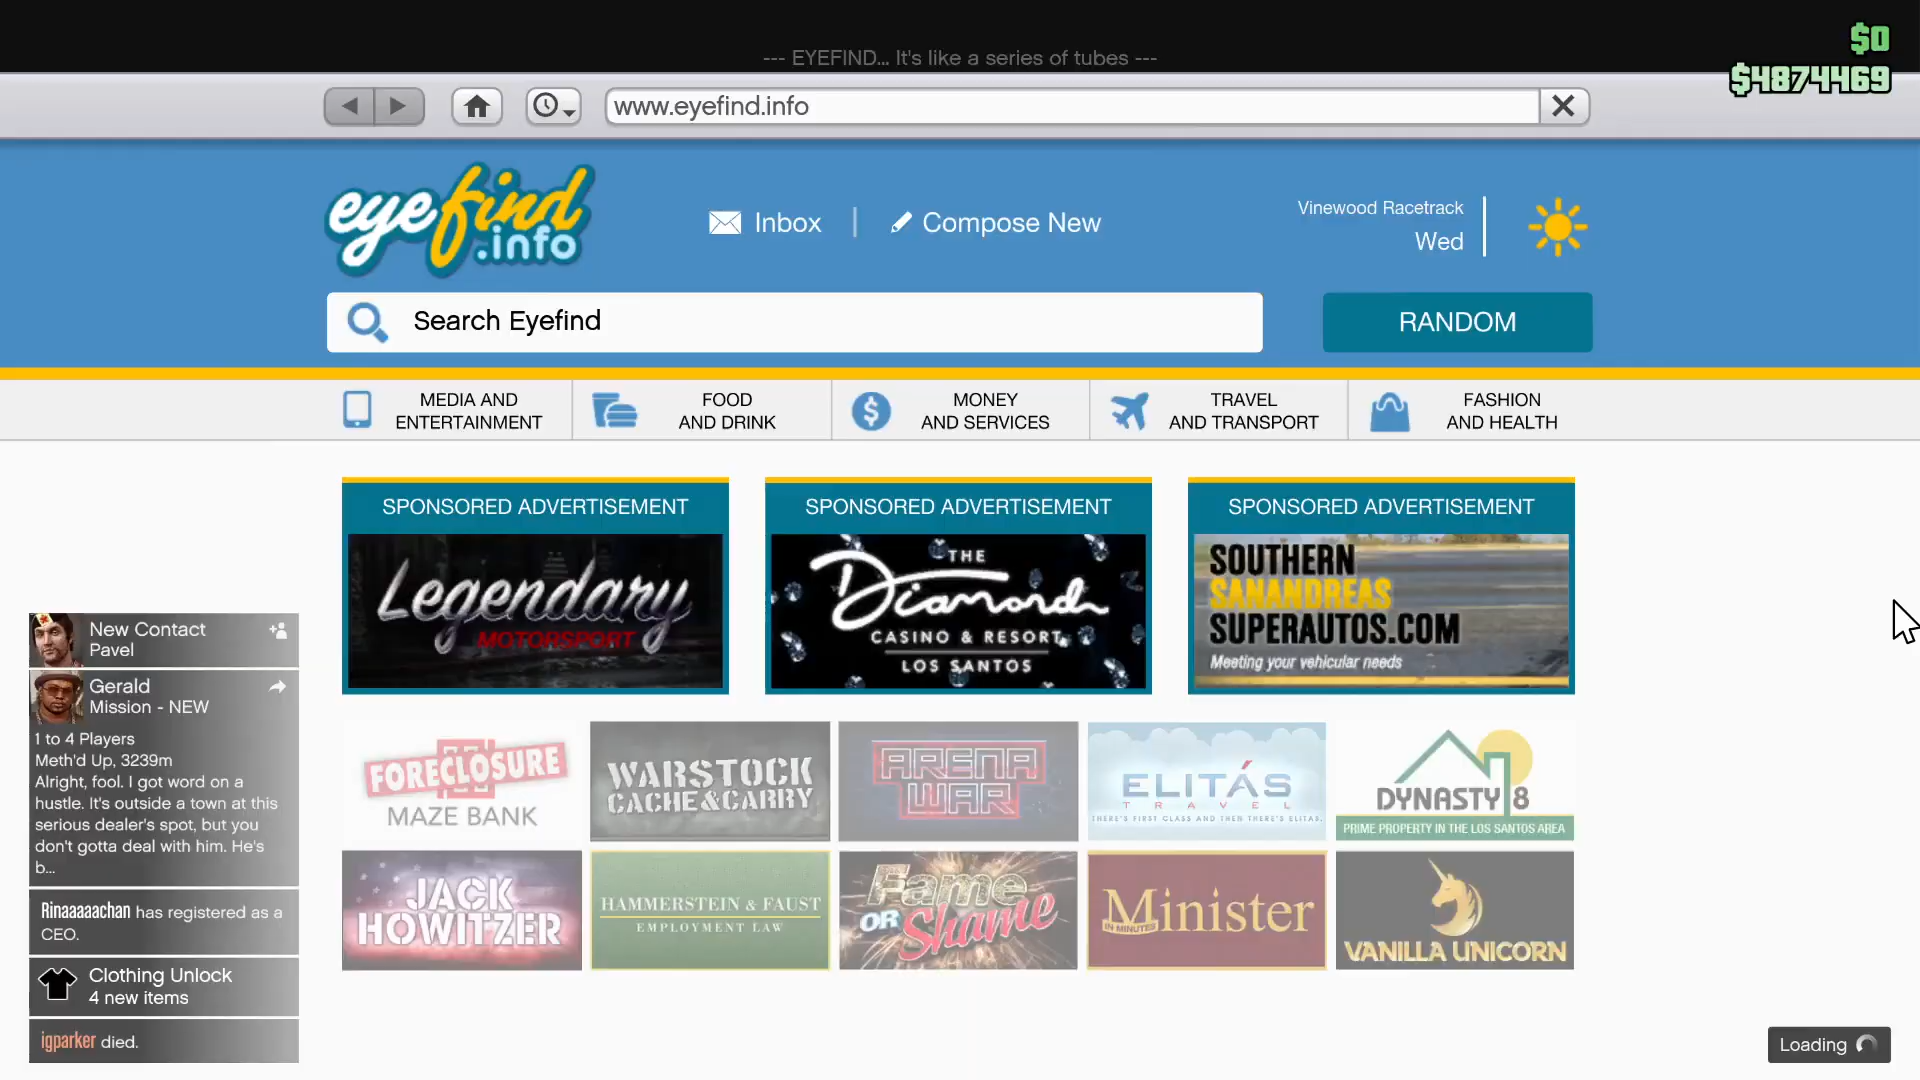 --- EYEFIND... It's like a series of tubes ---
$0
$4874469
www.eyefind.info
eyefind
.info
Inbox
Compose New
Vinewood Racetrack
Wed
Search Eyefind
RANDOM
MEDIA AND
ENTERTAINMENT
FOOD
AND DRINK
MONEY
AND SERVICES
TRAVEL
AND TRANSPORT
FASHION
AND HEALTH
SPONSORED ADVERTISEMENT
Legendary
MOTORSPORT
SPONSORED ADVERTISEMENT
THE
Diamond
CASINO & RESORT
LOS SANTOS
SPONSORED ADVERTISEMENT
SOUTHERN
SANANDREAS
SUPERAUTOS.COM
Meeting your vehicular needs
FORECLOSURE
MAZE BANK
WARSTOCK
CACHE&CARRY
ARENA
WAR
ELITÁS
TRAVEL
THERE'S FIRST CLASS AND THEN THERE'S ELITÁS.
DYNASTY 8
PRIME PROPERTY IN THE LOS SANTOS AREA
JACK
HOWITZER
HAMMERSTEIN & FAUST
EMPLOYMENT LAW
Fame
OR Shame
Minister
IN MINUTES
VANILLA UNICORN
New Contact
Pavel
Gerald
Mission - NEW
1 to 4 Players
Meth'd Up, 3239m
Alright, fool. I got word on a
hustle. It's outside a town at this
serious dealer's spot, but you
don't gotta deal with him. He's
b...
Rinaaaaachan has registered as a
CEO.
Clothing Unlock
4 new items
igparker died.
Loading